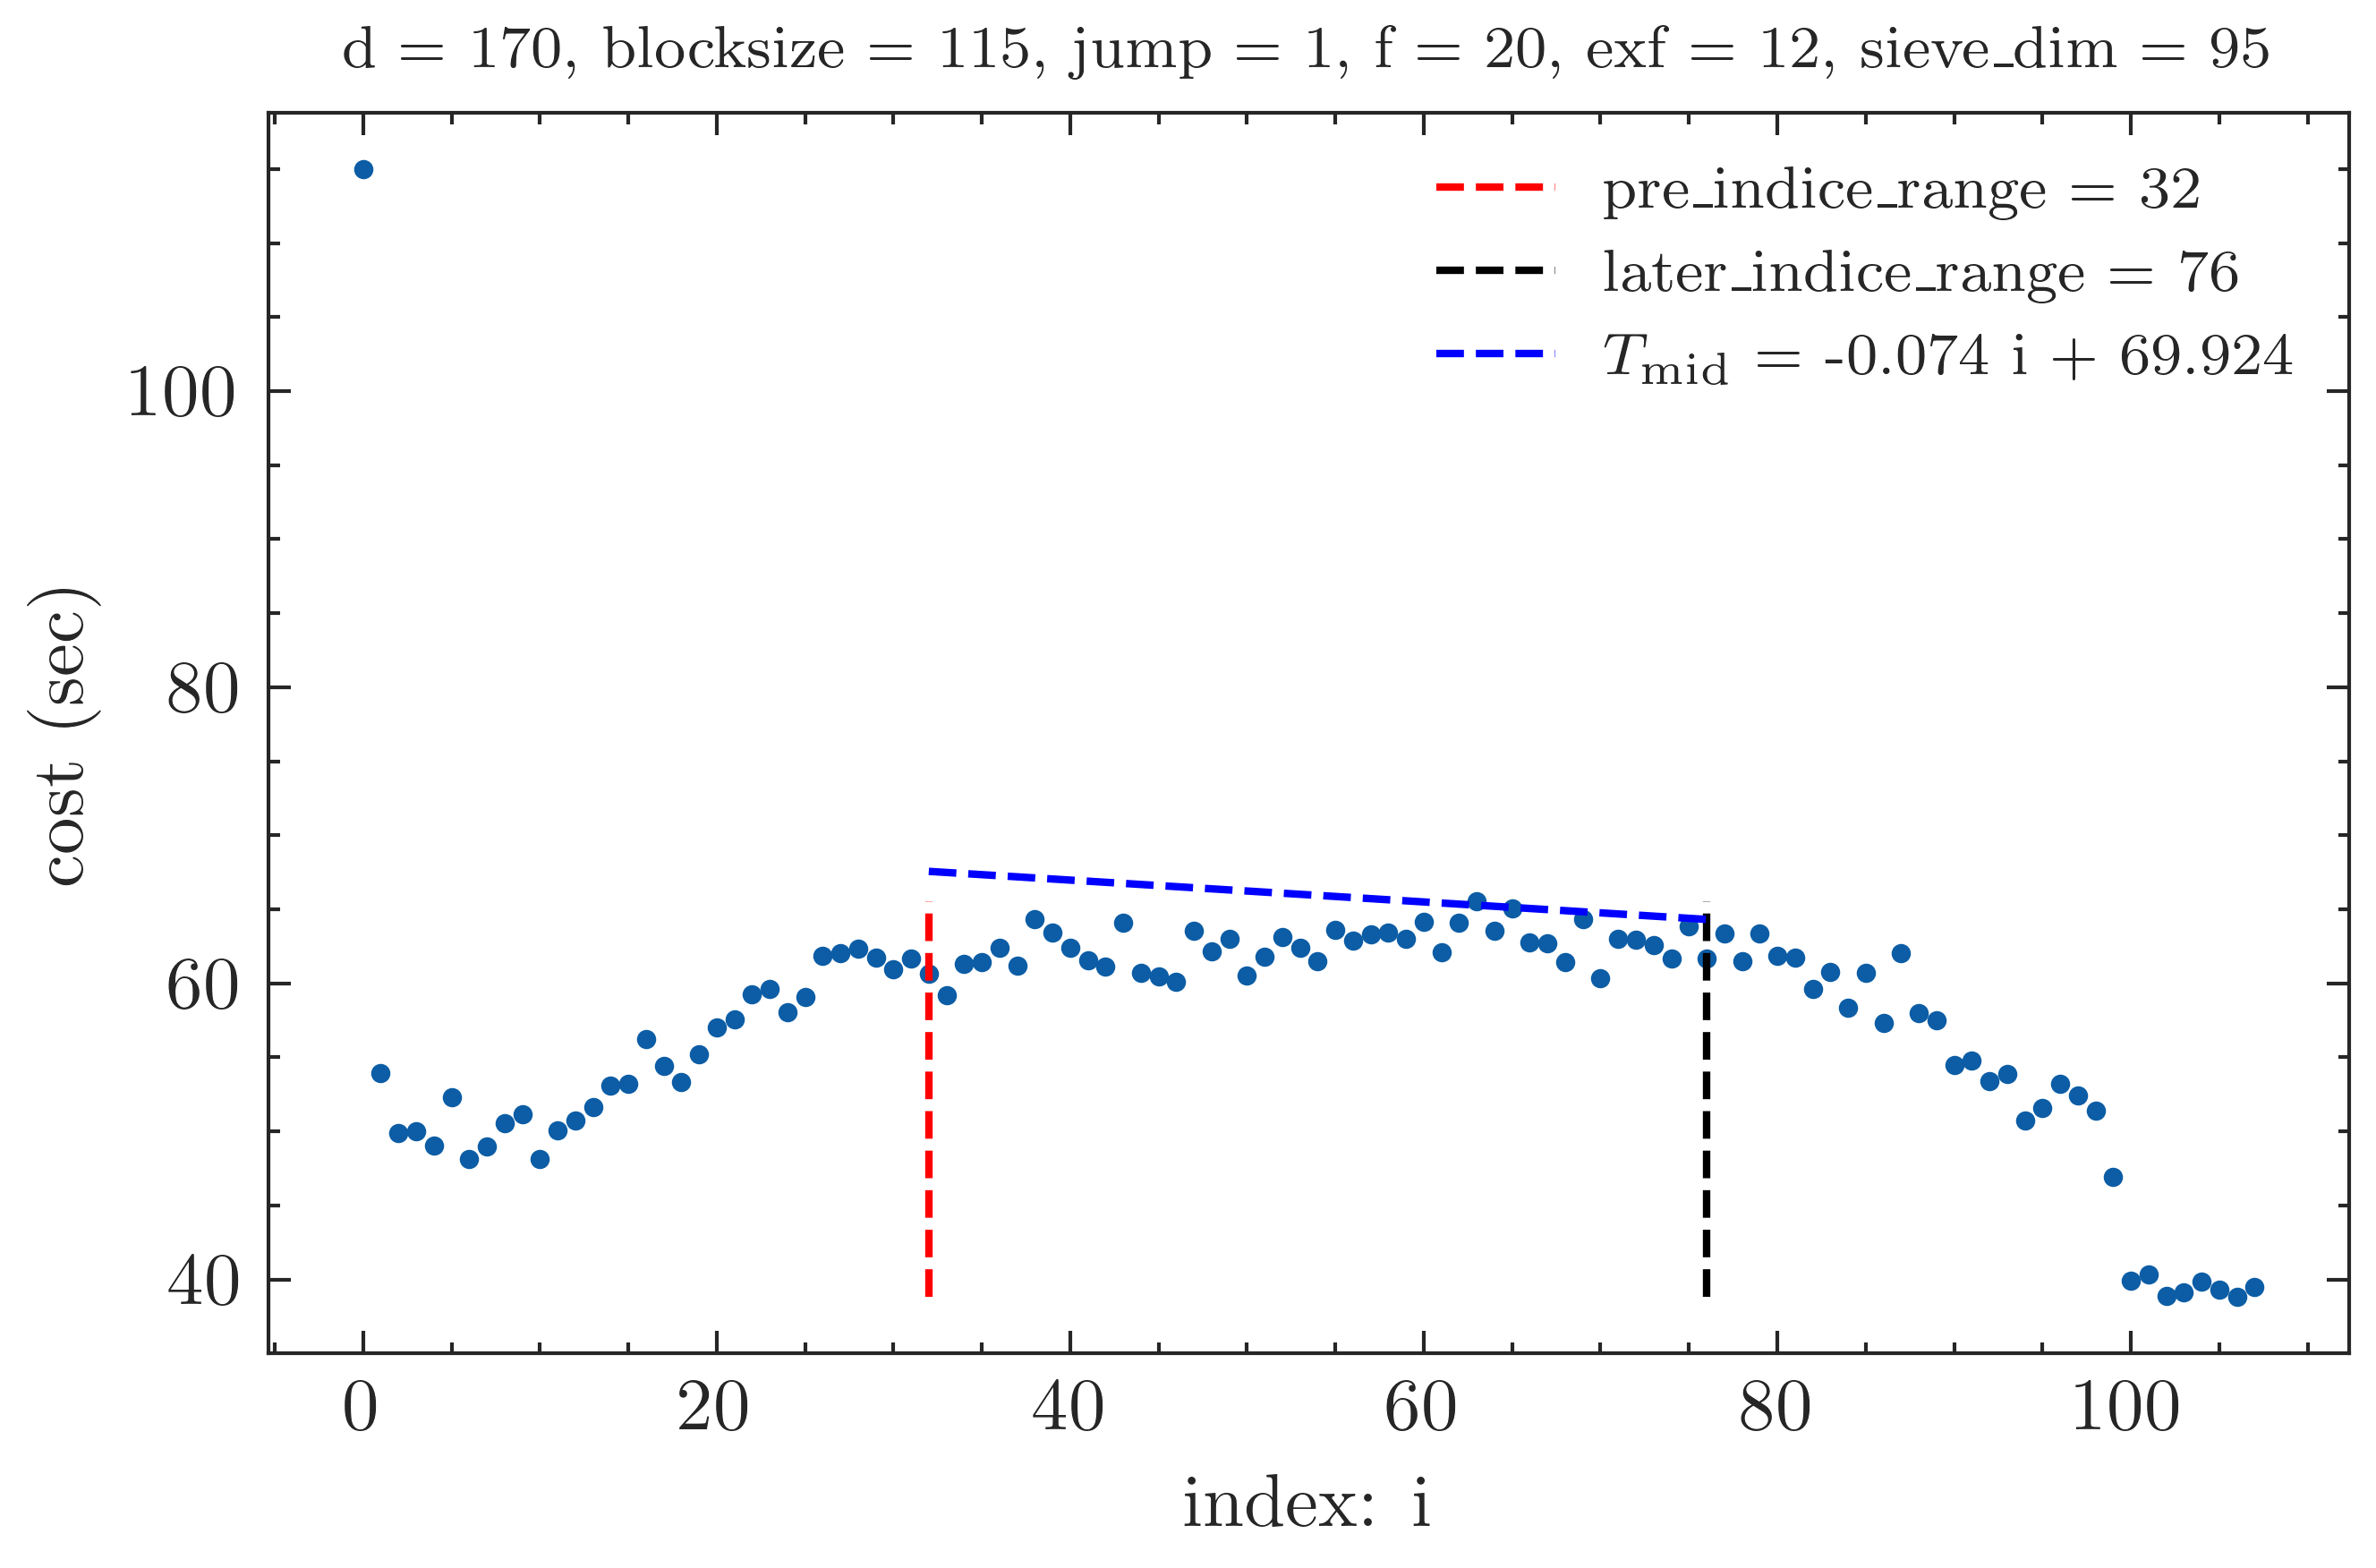 d = 170, blocksize = 115, jump = 1, f = 20, exf = 12, sieve_dim = 95
pre_indice_range = 32
later_indice_range = 76
T_mid = -0.074 i + 69.924
cost (sec)
100
80
60
40
0 20 40 60 80 100
index: i